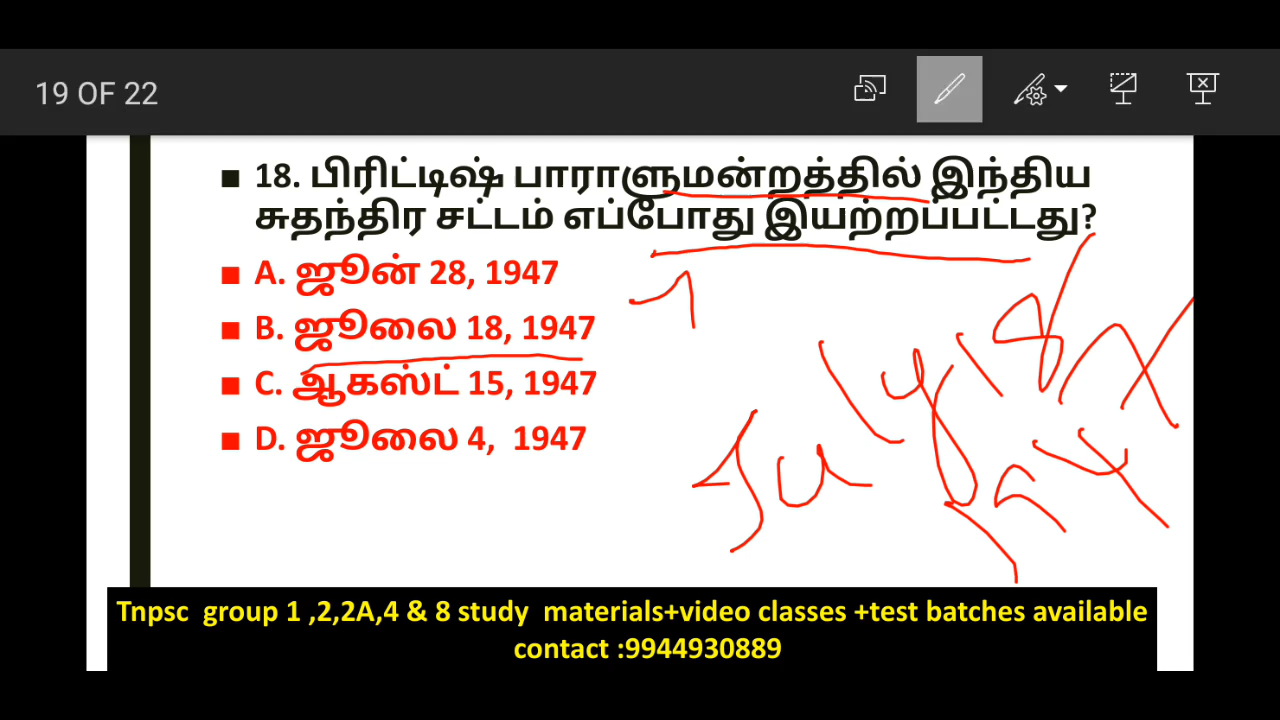 19 OF 22
■ 18. பிரிட்டிஷ் பாராளுமன்றத்தில் இந்திய
சுதந்திர சட்டம் எப்போது இயற்றப்பட்டது?
■ A. ஜூன் 28, 1947
■ B. ஜூலை 18, 1947
■ C. ஆகஸ்ட் 15, 1947
■ D. ஜூலை 4, 1947
July 18
Tnpsc group 1 ,2,2A,4 & 8 study materials+video classes +test batches available
contact :9944930889